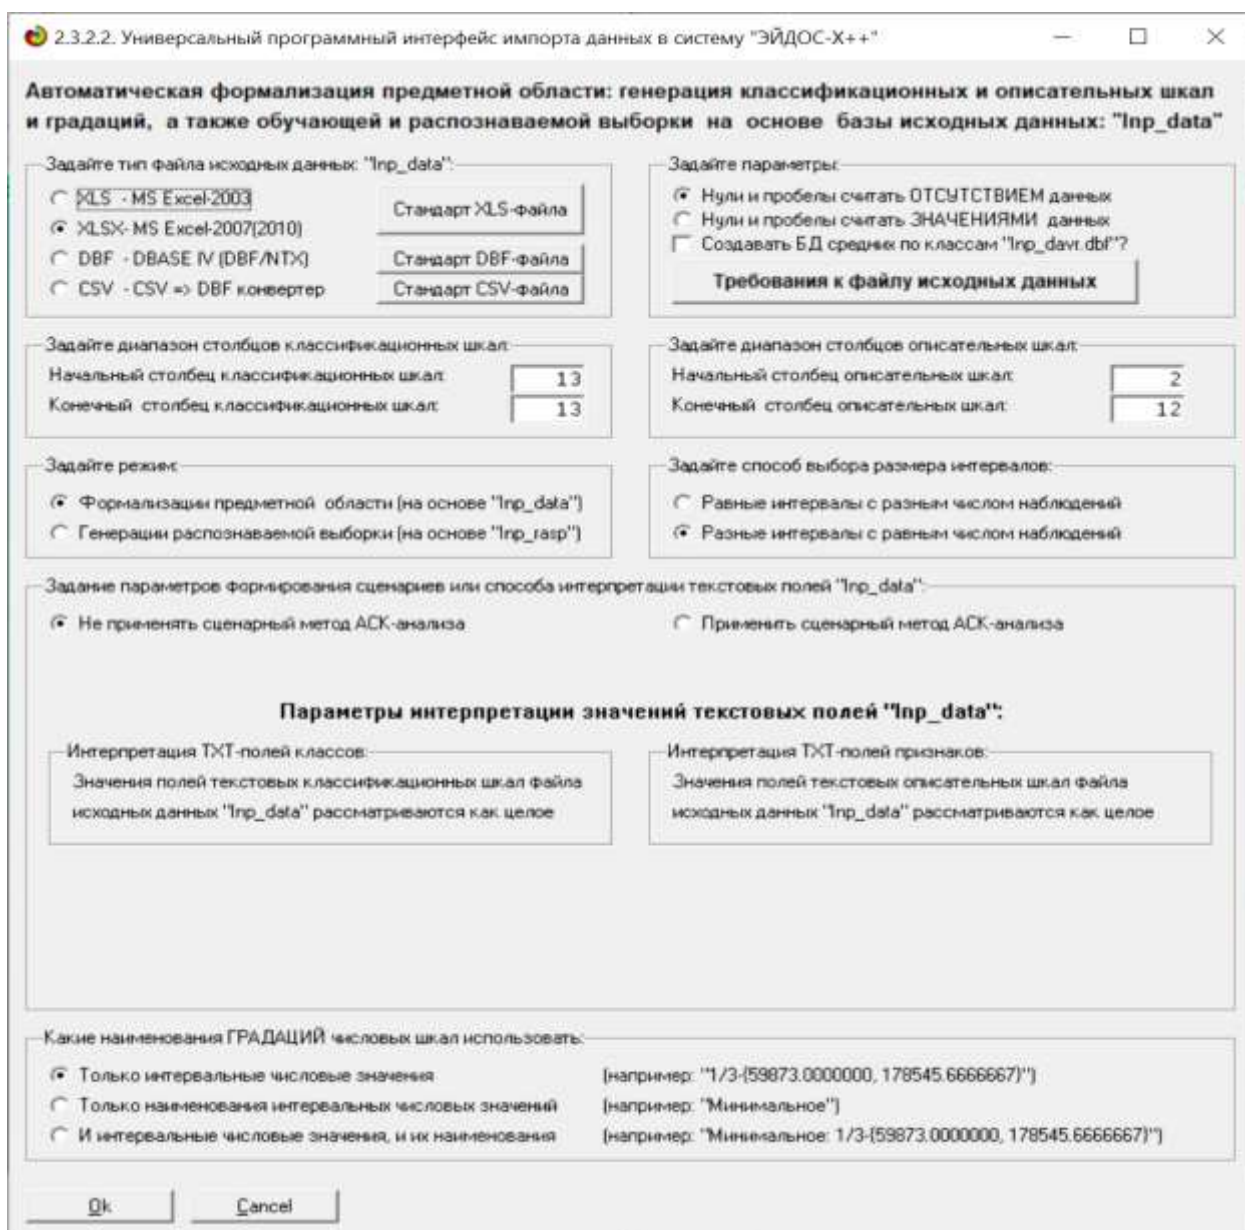 2.3.2.2. Универсальный программный интерфейс импорта данных в систему "ЭЙДОС-X++"
Автоматическая формализация предметной области: генерация классификационных и описательных шкал
и градаций, а также обучающей и распознаваемой выборки на основе базы исходных данных: "Inp_data"
Задайте тип файла исходных данных: "Inp_data":
XLS - MS Excel-2003
XLSX- MS Excel-2007(2010)
DBF - DBASE IV (DBF/NTX)
CSV - CSV => DBF конвертер
Стандарт XLS-файла
Стандарт DBF-файла
Стандарт CSV-файла
Задайте параметры:
Нули и пробелы считать ОТСУТСТВИЕМ данных
Нули и пробелы считать ЗНАЧЕНИЯМИ данных
Создавать БД средних по классам "Inp_davr.dbf"?
Требования к файлу исходных данных
Задайте диапазон столбцов классификационных шкал:
Начальный столбец классификационных шкал: 13
Конечный столбец классификационных шкал: 13
Задайте диапазон столбцов описательных шкал:
Начальный столбец описательных шкал: 2
Конечный столбец описательных шкал: 12
Задайте режим:
Формализации предметной области (на основе "Inp_data")
Генерации распознаваемой выборки (на основе "Inp_rasp")
Задайте способ выбора размера интервалов:
Равные интервалы с разным числом наблюдений
Разные интервалы с равным числом наблюдений
Задание параметров формирования сценариев или способа интерпретации текстовых полей "Inp_data":
Не применять сценарный метод АСК-анализа
Применить сценарный метод АСК-анализа
Параметры интерпретации значений текстовых полей "Inp_data":
Интерпретация TXT-полей классов:
Значения полей текстовых классификационных шкал файла
исходных данных "Inp_data" рассматриваются как целое
Интерпретация TXT-полей признаков:
Значения полей текстовых описательных шкал файла
исходных данных "Inp_data" рассматриваются как целое
Какие наименования ГРАДАЦИЙ числовых шкал использовать:
Только интервальные числовые значения (например: "1/3-{59873.0000000, 178545.6666667}")
Только наименования интервальных числовых значений (например: "Минимальное")
И интервальные числовые значения, и их наименования (например: "Минимальное: 1/3-{59873.0000000, 178545.6666667}")
Ok Cancel